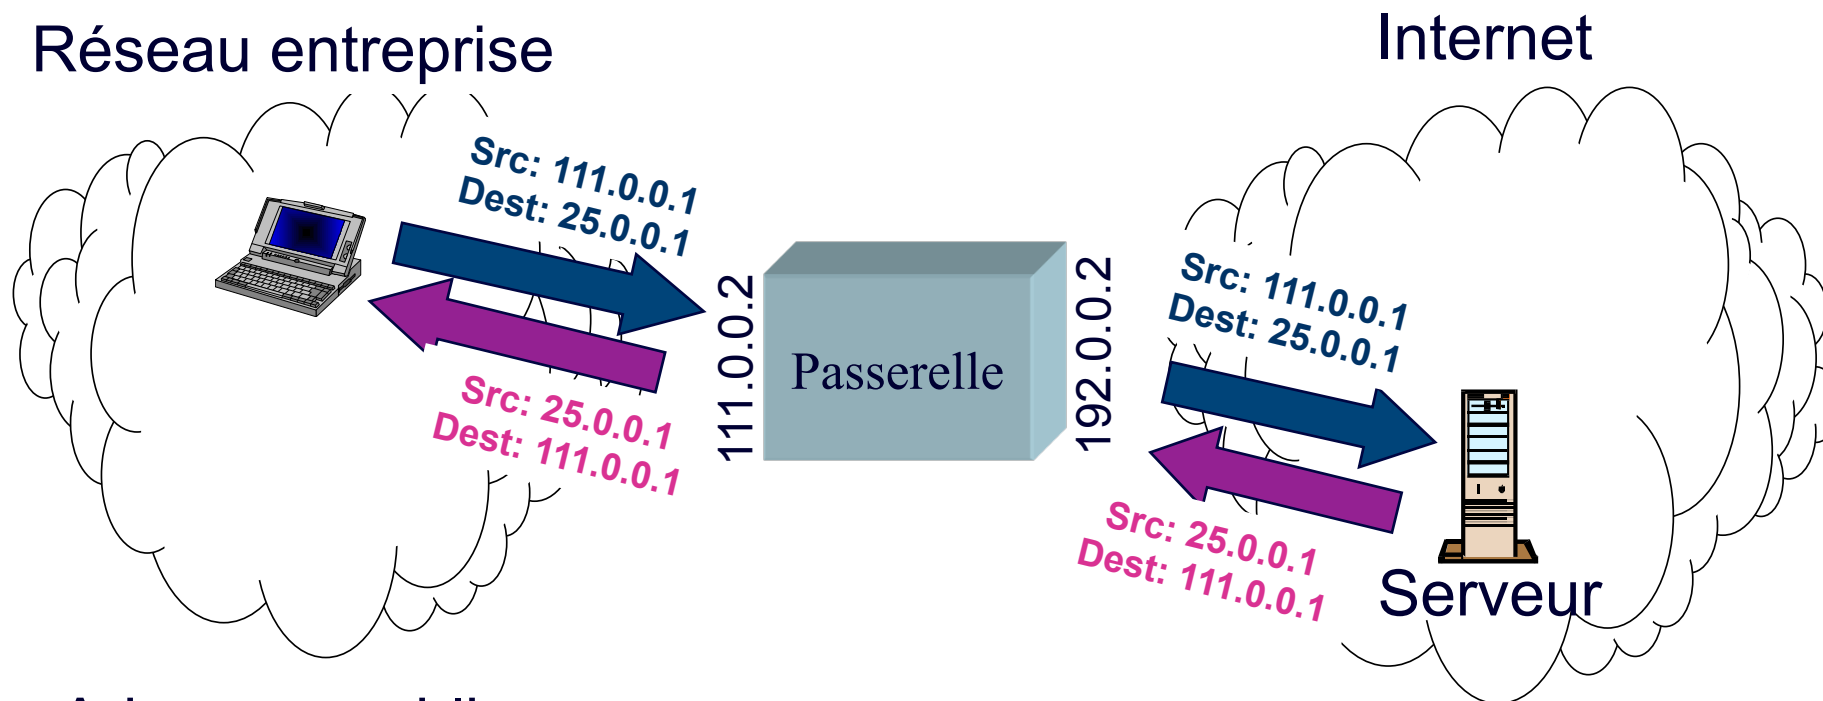 Réseau entreprise
Internet
Src: 111.0.0.1
Dest: 25.0.0.1
Src: 25.0.0.1
Dest: 111.0.0.1
111.0.0.2
Passerelle
192.0.0.2
Src: 111.0.0.1
Dest: 25.0.0.1
Src: 25.0.0.1
Dest: 111.0.0.1
Serveur